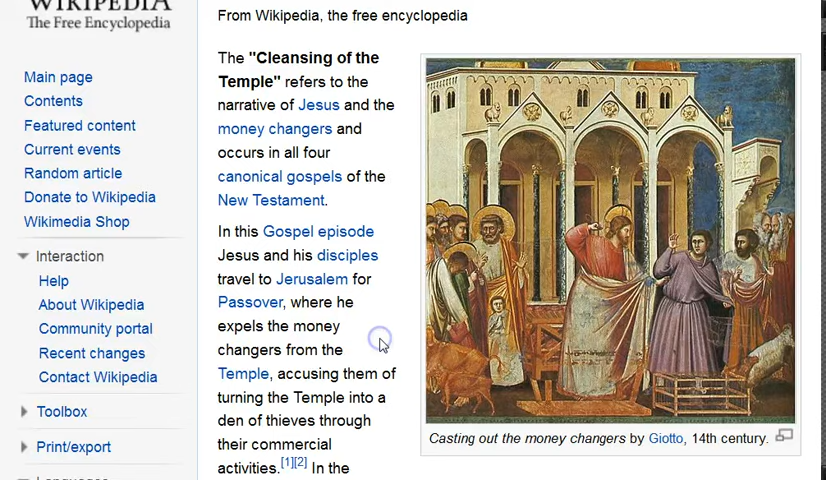 WIKIPEDIA
The Free Encyclopedia
Main page
Contents
Featured content
Current events
Random article
Donate to Wikipedia
Wikimedia Shop
Interaction
Help
About Wikipedia
Community portal
Recent changes
Contact Wikipedia
Toolbox
Print/export
Languages
From Wikipedia, the free encyclopedia
The "Cleansing of the
Temple" refers to the
narrative of Jesus and the
money changers and
occurs in all four
canonical gospels of the
New Testament.
In this Gospel episode
Jesus and his disciples
travel to Jerusalem for
Passover, where he
expels the money
changers from the
Temple, accusing them of
turning the Temple into a
den of thieves through
their commercial
activities.[1][2] In the
Casting out the money changers by Giotto, 14th century.